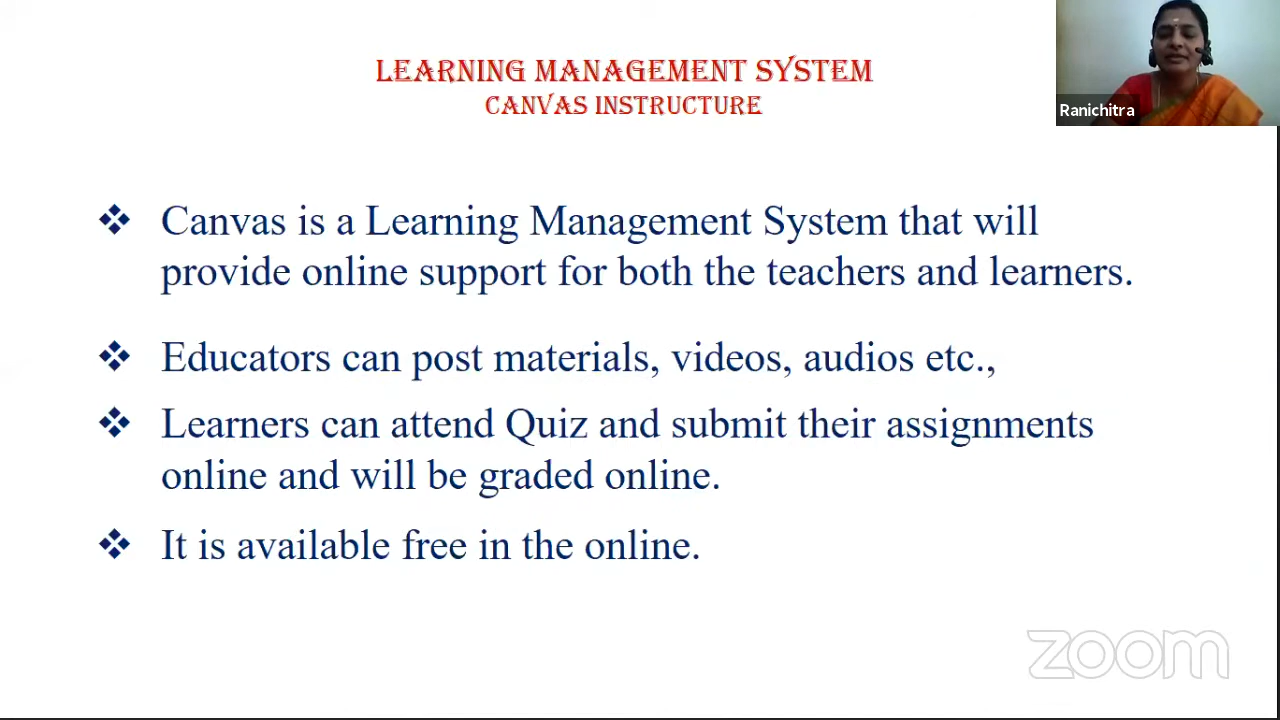 LEARNING MANAGEMENT SYSTEM
CANVAS INSTRUCTURE
Ranichitra
Canvas is a Learning Management System that will
provide online support for both the teachers and learners.
Educators can post materials, videos, audios etc.,
Learners can attend Quiz and submit their assignments
online and will be graded online.
It is available free in the online.
zoom